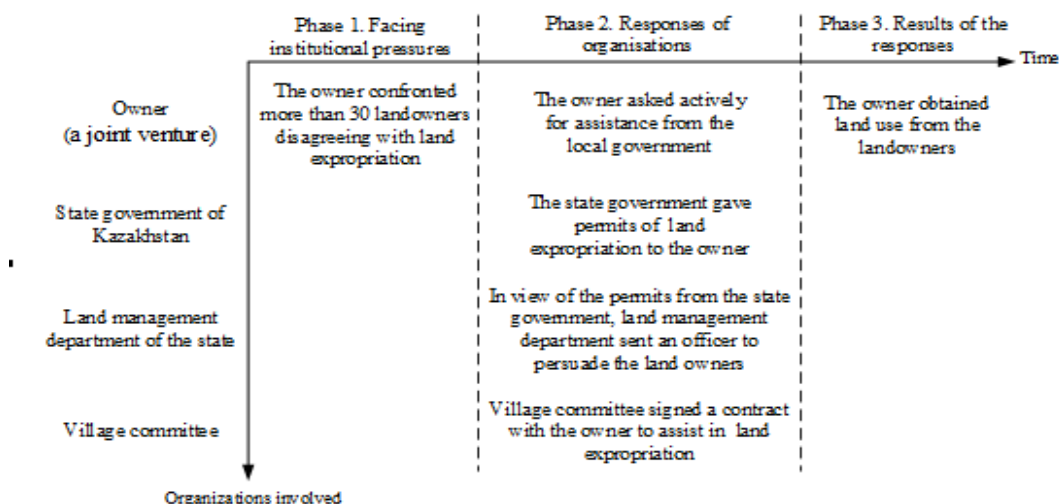 Phase 1. Facing
institutional pressures
Phase 2. Responses of
organisations
Phase 3. Results of the
responses
Time
Owner
(a joint venture)
The owner confronted
more than 30 landowners
disagreeing with land
expropriation
The owner asked actively
for assistance from the
local government
The owner obtained
land use from the
landowners
State government of
Kazakhstan
The state government gave
permits of land
expropriation to the owner
Land management
department of the state
In view of the permits from the state
government, land management
department sent an officer to
persuade the land owners
Village committee
Village committee signed a contract
with the owner to assist in land
expropriation
Organizations involved